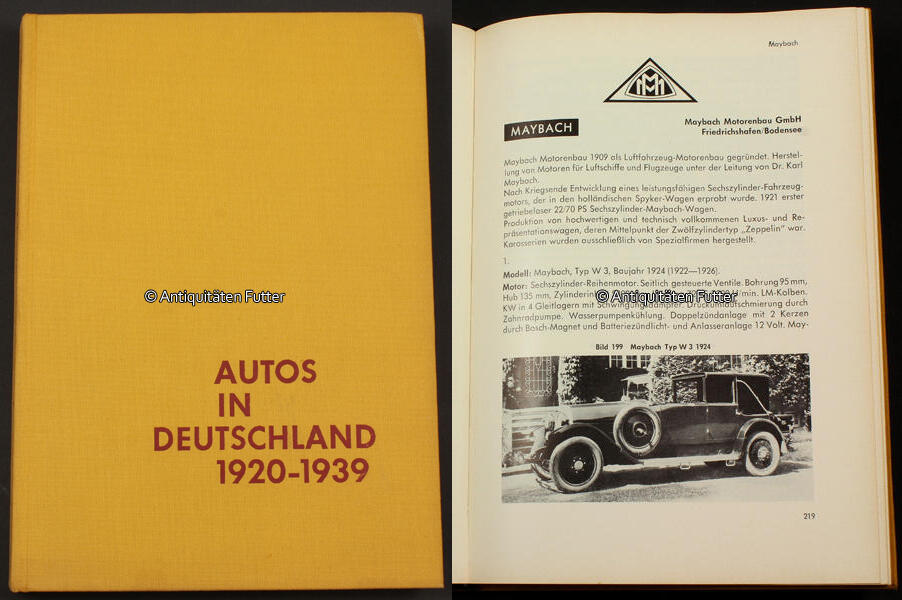 AUTOS
IN
DEUTSCHLAND
1920-1939
© Antiquitäten Futter
Maybach
MM
MAYBACH
Maybach Motorenbau GmbH
Friedrichshafen/Bodensee
Maybach Motorenbau 1909 als Luftfahrzeug-Motorenbau gegründet. Herstel-
lung von Motoren für Luftschiffe und Flugzeuge unter der Leitung von Dr. Karl
Maybach.
Nach Kriegsende Entwicklung eines leistungsfähigen Sechszylinder-Fahrzeug-
motors, der in den holländischen Spyker-Wagen erprobt wurde. 1921 erster
getriebeloser 22/70 PS Sechszylinder-Maybach-Wagen.
Produktion von hochwertigen und technisch vollkommenen Luxus- und Re-
präsentationswagen, deren Mittelpunkt der Zwölfzylindertyp „Zeppelin" war.
Karosserien wurden ausschließlich von Spezialfirmen hergestellt.
1.
Modell: Maybach, Typ W 3, Baujahr 1924 (1922—1926).
Motor: Sechszylinder-Reihenmotor. Seitlich gesteuerte Ventile. Bohrung 95 mm,
Hub 135 mm, U/min. LM-Kolben.
KW in 4 Gleitlagern mit Schwingungsdämpfer. Druckumlaufschmierung durch
Zahnradpumpe. Wasserpumpenkühlung. Doppelzündanlage mit 2 Kerzen
durch Bosch-Magnet und Batteriezündlicht- und Anlasseranlage 12 Volt. May-
© Antiquitäten Futter
Bild 199 Maybach Typ W 3 1924
© Antiquitäten Futter
219